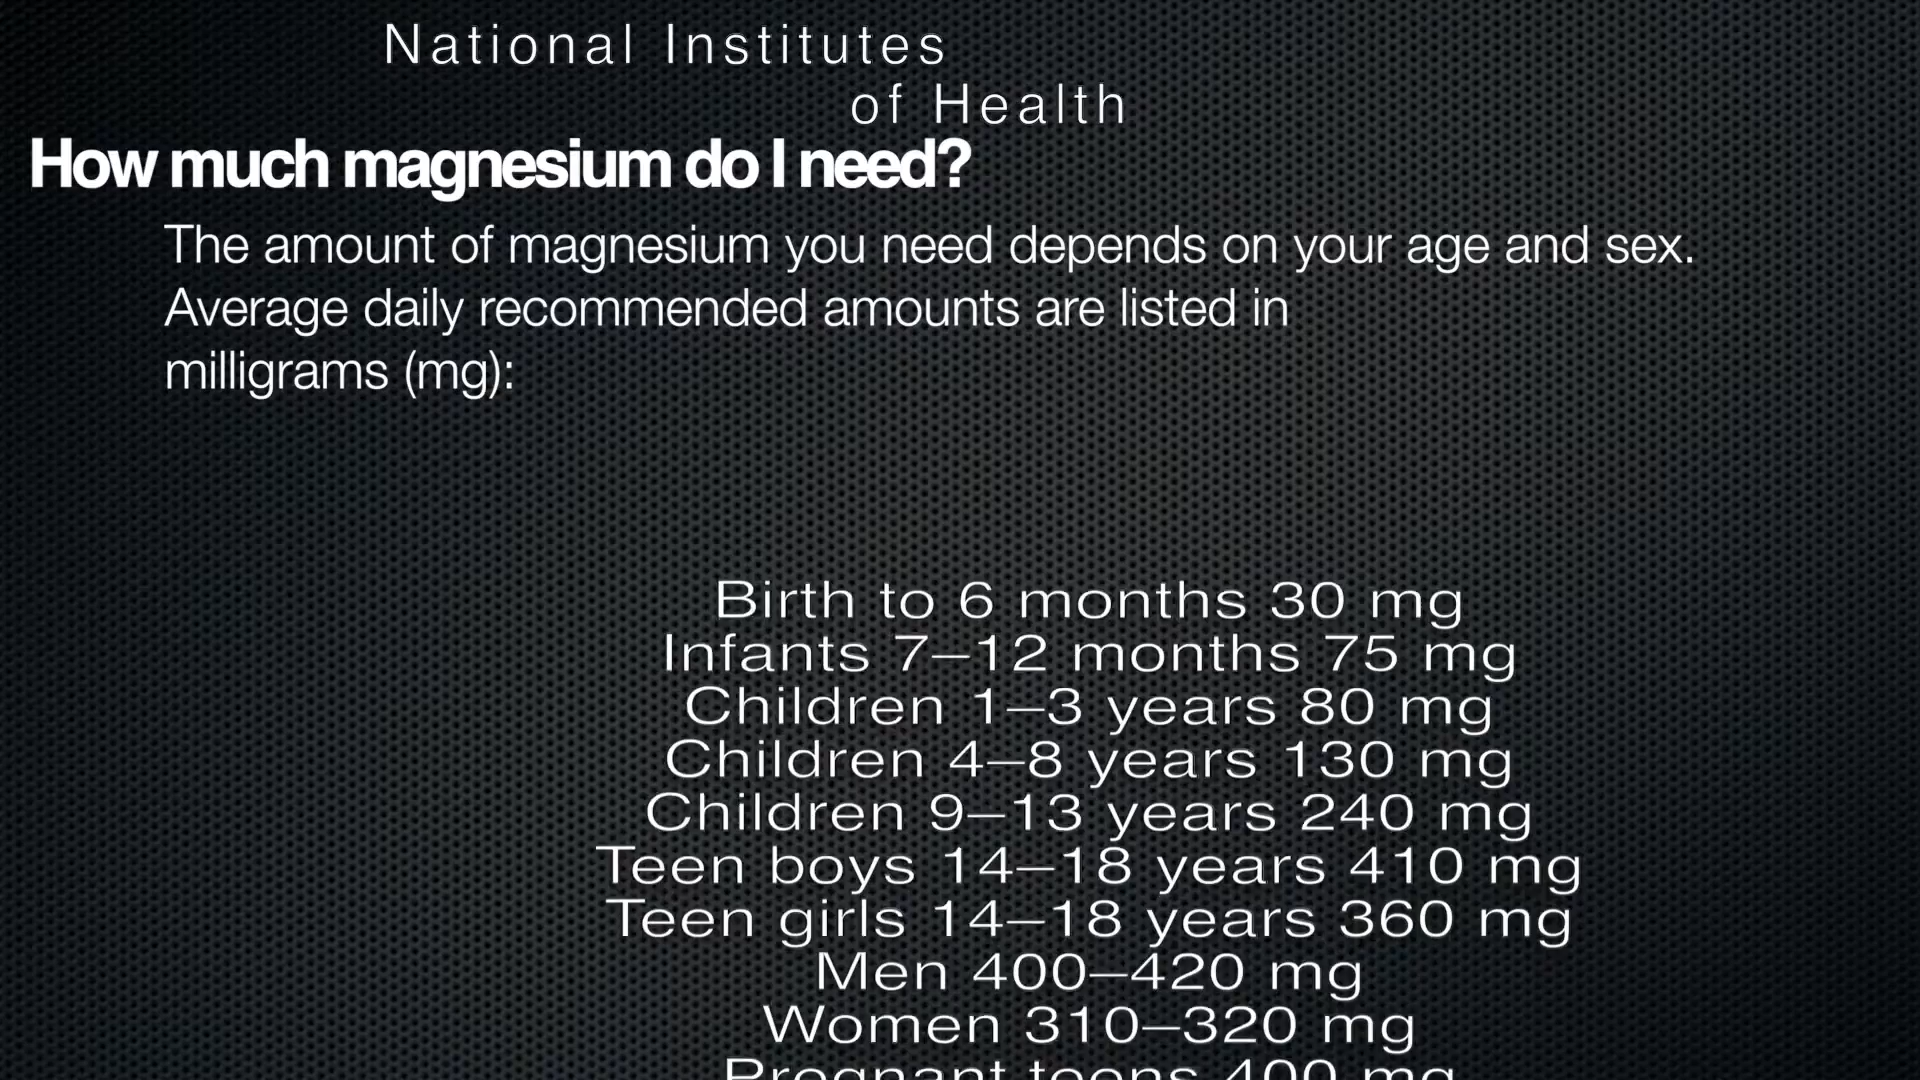 National Institutes
of Health
How much magnesium do I need?
The amount of magnesium you need depends on your age and sex.
Average daily recommended amounts are listed in
milligrams (mg):
Birth to 6 months 30 mg
Infants 7–12 months 75 mg
Children 1–3 years 80 mg
Children 4–8 years 130 mg
Children 9–13 years 240 mg
Teen boys 14–18 years 410 mg
Teen girls 14–18 years 360 mg
Men 400–420 mg
Women 310–320 mg
Pregnant teens 400 mg